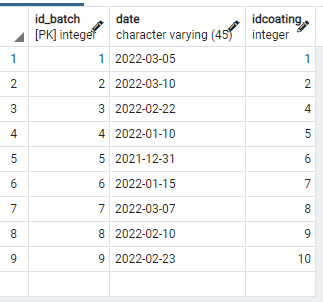 id_batch date idcoating
[PK] integer character varying (45) integer
1 1 2022-03-05 1
2 2 2022-03-10 2
3 3 2022-02-22 4
4 4 2022-01-10 5
5 5 2021-12-31 6
6 6 2022-01-15 7
7 7 2022-03-07 8
8 8 2022-02-10 9
9 9 2022-02-23 10